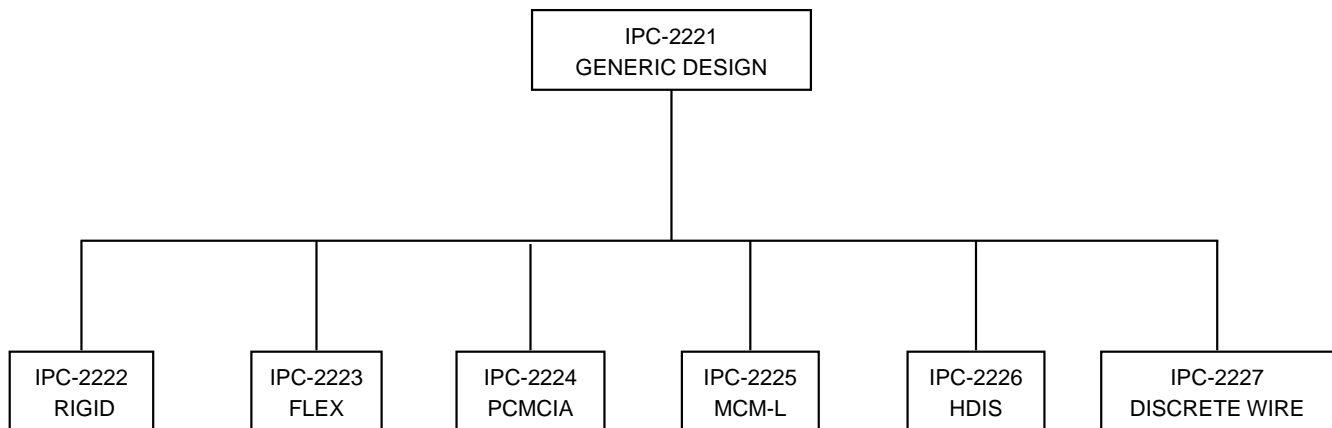 IPC-2221
GENERIC DESIGN
IPC-2222
RIGID
IPC-2223
FLEX
IPC-2224
PCMCIA
IPC-2225
MCM-L
IPC-2226
HDIS
IPC-2227
DISCRETE WIRE